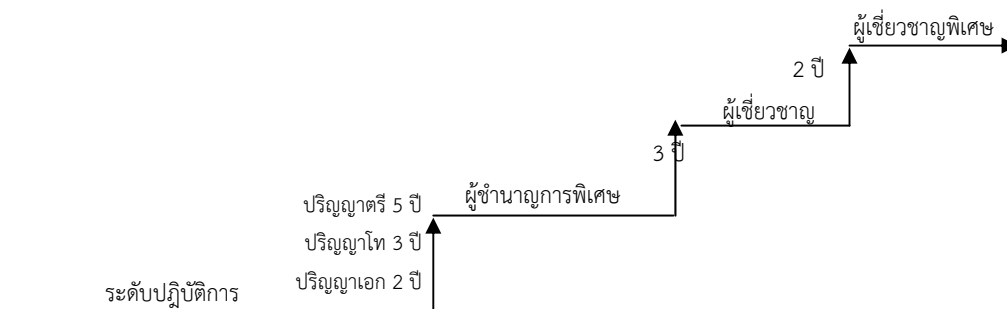 ผู้เชี่ยวชาญพิเศษ
2 ปี
ผู้เชี่ยวชาญ
3 ปี
ปริญญาตรี 5 ปี
ผู้ชำนาญการพิเศษ
ปริญญาโท 3 ปี
ปริญญาเอก 2 ปี
ระดับปฏิบัติการ